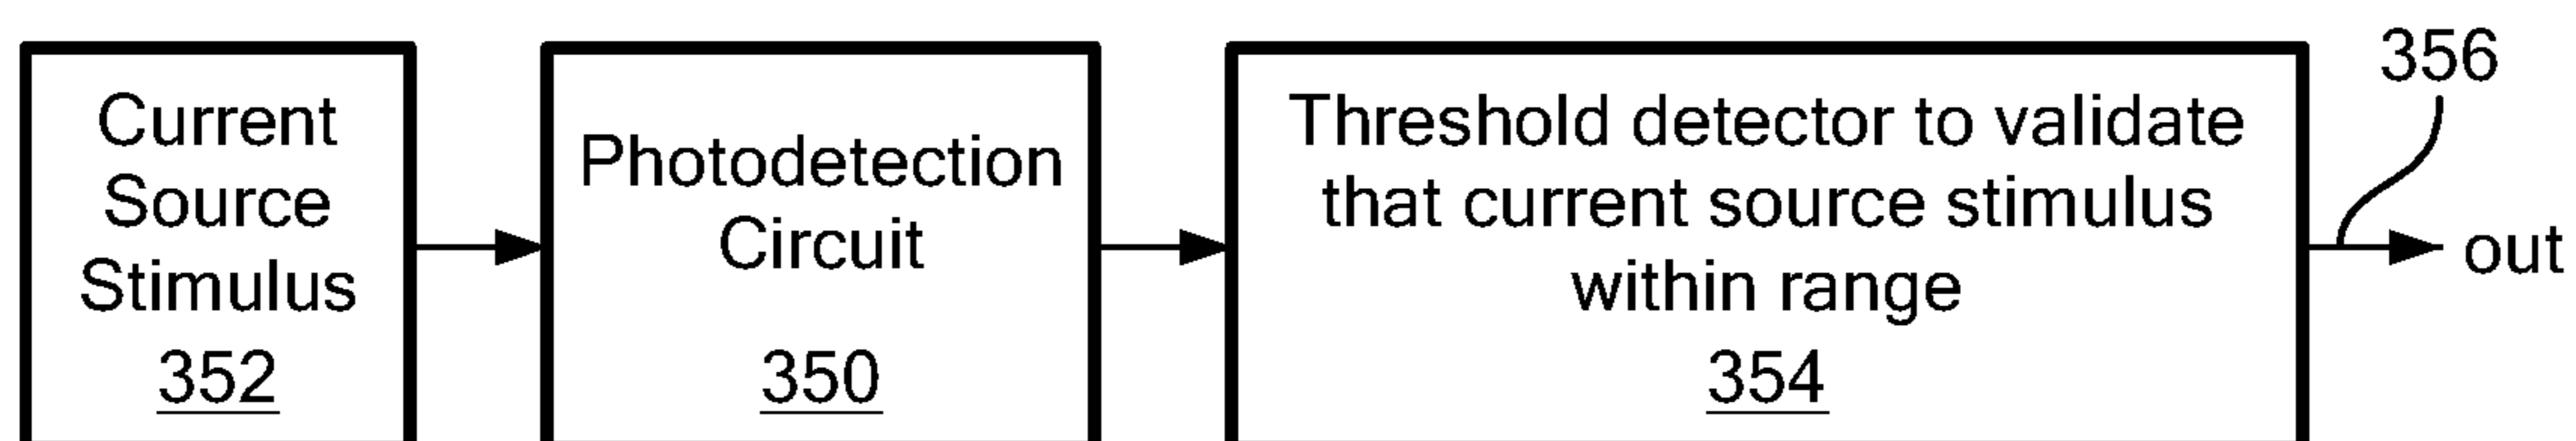 Current
Source
Stimulus
352
Photodetection
Circuit
350
Threshold detector to validate
that current source stimulus
within range
354
356
out